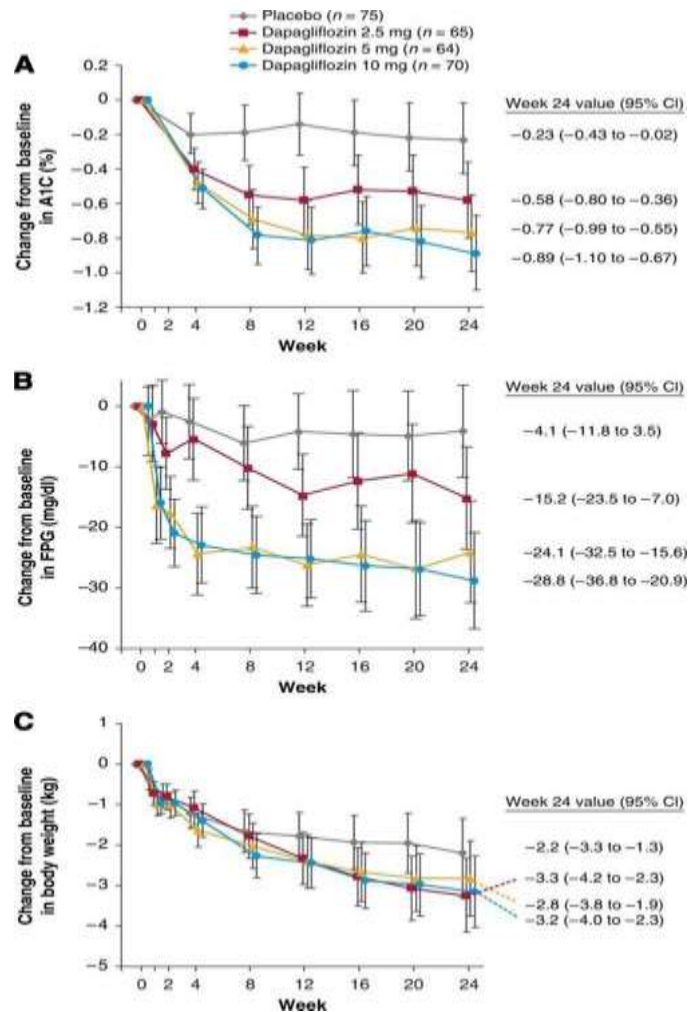 Placebo (n = 75)
Dapagliflozin 2.5 mg (n = 65)
Dapagliflozin 5 mg (n = 64)
Dapagliflozin 10 mg (n = 70)
A
Change from baseline
in A1C (%)
0.2
0
−0.2
−0.4
−0.6
−0.8
−1.0
−1.2
0 2 4 8 12 16 20 24
Week
Week 24 value (95% CI)
−0.23 (−0.43 to −0.02)
−0.58 (−0.80 to −0.36)
−0.77 (−0.99 to −0.55)
−0.89 (−1.10 to −0.67)
B
Change from baseline
in FPG (mg/dl)
0
−10
−20
−30
−40
0 2 4 8 12 16 20 24
Week
Week 24 value (95% CI)
−4.1 (−11.8 to 3.5)
−15.2 (−23.5 to −7.0)
−24.1 (−32.5 to −15.6)
−28.8 (−36.8 to −20.9)
C
Change from baseline
in body weight (kg)
1
0
−1
−2
−3
−4
−5
0 2 4 8 12 16 20 24
Week
Week 24 value (95% CI)
−2.2 (−3.3 to −1.3)
−3.3 (−4.2 to −2.3)
−2.8 (−3.8 to −1.9)
−3.2 (−4.0 to −2.3)